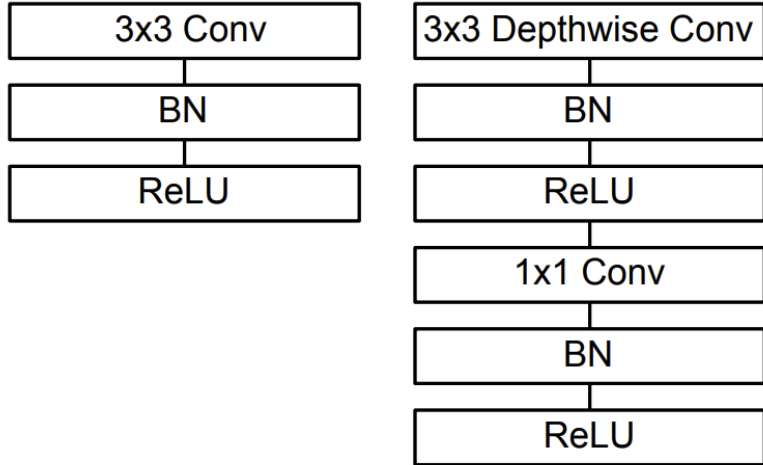 3x3 Conv
BN
ReLU
3x3 Depthwise Conv
BN
ReLU
1x1 Conv
BN
ReLU